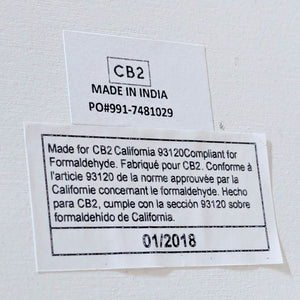 CB2
MADE IN INDIA
PO#991-7481029
Made for CB2 California 93120Compliant for
Formaldehyde. Fabriqué pour CB2. Conforme à
l'article 93120 de la norme approuvée par la
Californie concernant le formaldehyde. Hecho
para CB2, cumple con la sección 93120 sobre
formaldehido de California.
01/2018